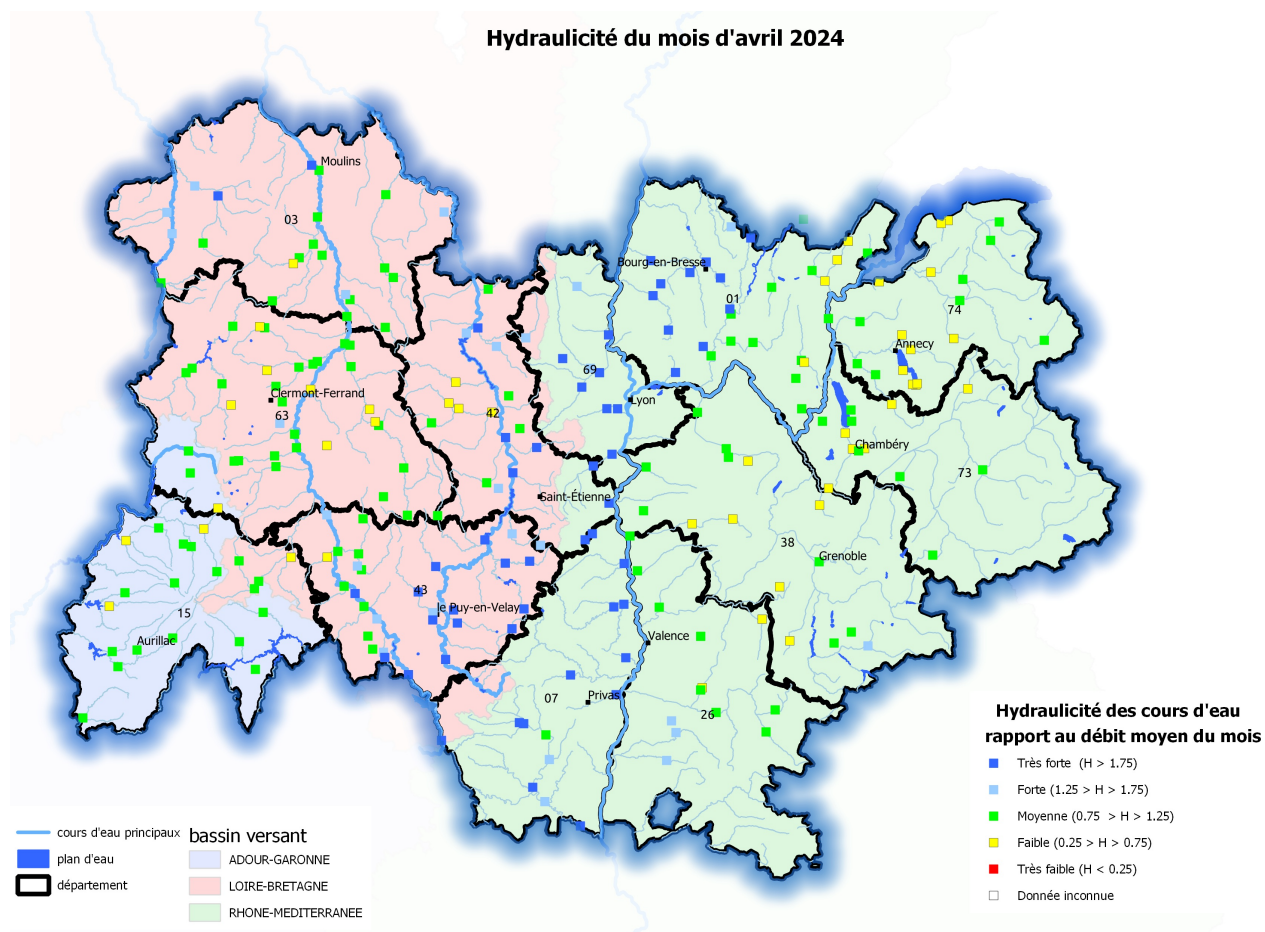 Hydraulicité du mois d'avril 2024
Moulins
03
Bourg-en-Bresse
01
74
Annecy
69
Clermont-Ferrand
63
42
Lyon
Chambéry
73
Saint-Étienne
38
Grenoble
43
le Puy-en-Velay
15
Aurillac
Valence
07
Privas
26
Hydraulicité des cours d'eau
rapport au débit moyen du mois
Très forte (H > 1.75)
Forte (1.25 > H > 1.75)
Moyenne (0.75 > H > 1.25)
Faible (0.25 > H > 0.75)
Très faible (H < 0.25)
Donnée inconnue
cours d'eau principaux
plan d'eau
département
bassin versant
ADOUR-GARONNE
LOIRE-BRETAGNE
RHONE-MEDITERRANEE